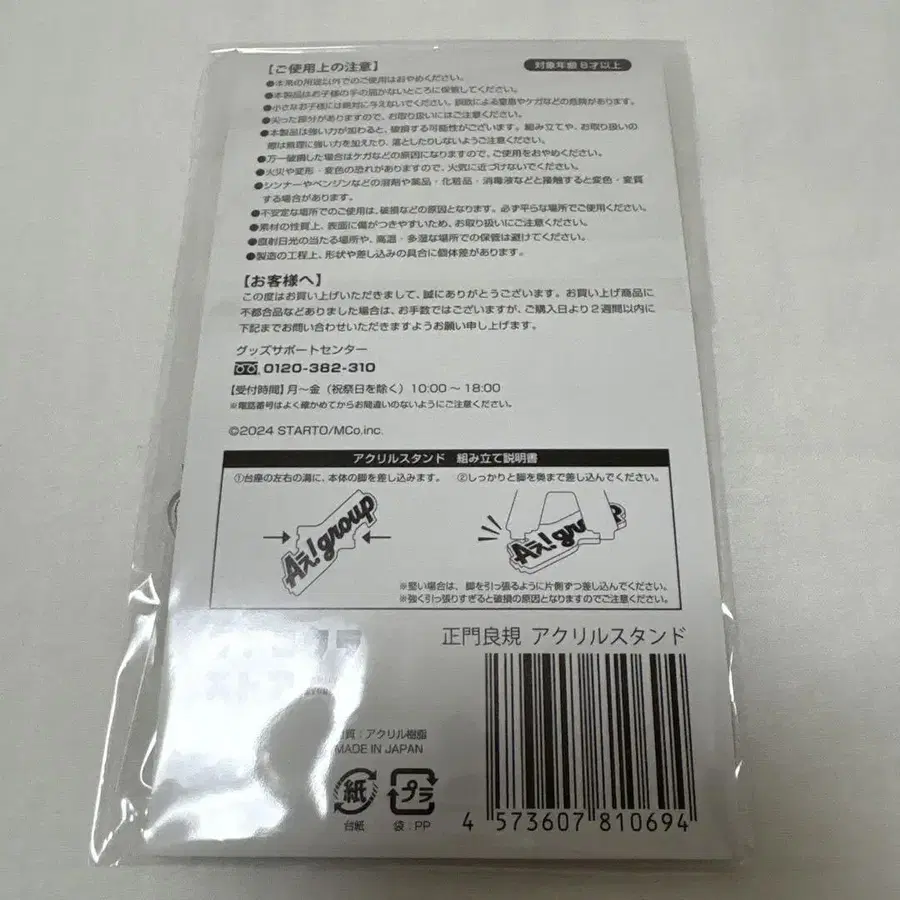 【ご使用上の注意】
対象年齢 6才以上
●本来の用途以外でのご使用はおやめください。
●本製品はお子様の手の届かないところに保管してください。
●小さなお子様には絶対に与えないでください。誤飲による窒息やケガなどの危険があります。
●尖った部分がありますので、お取り扱いにはご注意ください。
●本製品は強い力が加わると、破損する可能性がございます。組み立てや、お取り扱いの
際は無理に強い力を加えたり、落としたりしないようご注意ください。
●万一破損した場合はケガなどの原因になりますので、ご使用をおやめください。
●火災や変形・変色の恐れがありますので、火気に近づけないでください。
●シンナーやベンジンなどの溶剤や薬品・化粧品・消毒液などと接触すると変色・変質
する場合があります。
●不安定な場所でのご使用は、破損などの原因となります。必ず平らな場所でご使用ください。
●素材の性質上、表面に傷がつきやすいため、お取り扱いにご注意ください。
●直射日光の当たる場所や、高温・多湿な場所での保管は避けてください。
●製造の工程上、形状や差し込みの具合に個体差があります。
【お客様へ】
この度はお買い上げいただきまして、誠にありがとうございます。お買い上げ商品に
不都合品などありました場合は、お手数ではございますが、ご購入日より2週間以内に
下記までお問い合わせいただきますようお願い申し上げます。
グッズサポートセンター
0120-382-310
【受付時間】月〜金（祝祭日を除く）10:00〜18:00
※電話番号はよく確かめてからお間違いのないようにご注意ください。
©2024 STARTO/MCo,inc.
アクリルスタンド 組み立て説明書
①台座の左右の溝に、本体の脚を差し込みます。
②しっかりと脚を奥まで差し込んでください。
Aぇ! group
Aぇ! group
※堅い場合は、脚を引っ張るように片側ずつ差し込んでください。
※強く引っ張りすぎると破損の原因となりますのでご注意ください。
正門良規 アクリルスタンド
質：アクリル樹脂
MADE IN JAPAN
紙
台紙
プラ
袋：PP
4 573607 810694